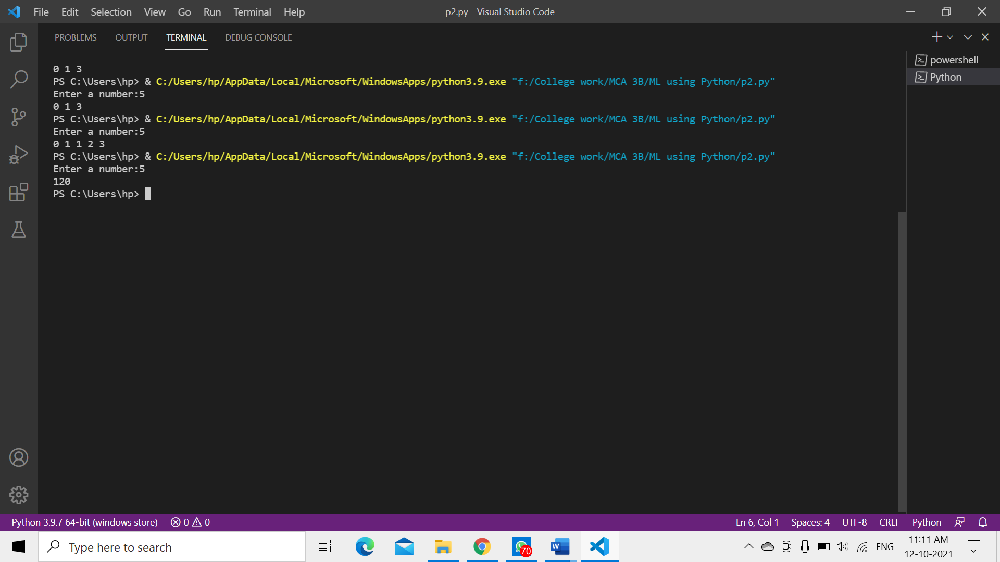 File Edit Selection View Go Run Terminal Help p2.py - Visual Studio Code
PROBLEMS OUTPUT TERMINAL DEBUG CONSOLE
powershell
Python
0 1 3
PS C:\Users\hp> & C:/Users/hp/AppData/Local/Microsoft/WindowsApps/python3.9.exe "f:/College work/MCA 3B/ML using Python/p2.py"
Enter a number:5
0 1 3
PS C:\Users\hp> & C:/Users/hp/AppData/Local/Microsoft/WindowsApps/python3.9.exe "f:/College work/MCA 3B/ML using Python/p2.py"
Enter a number:5
0 1 1 2 3
PS C:\Users\hp> & C:/Users/hp/AppData/Local/Microsoft/WindowsApps/python3.9.exe "f:/College work/MCA 3B/ML using Python/p2.py"
Enter a number:5
120
PS C:\Users\hp>
Python 3.9.7 64-bit (windows store) 0 0 Ln 6, Col 1 Spaces: 4 UTF-8 CRLF Python
Type here to search 70 W ENG 11:11 AM
12-10-2021